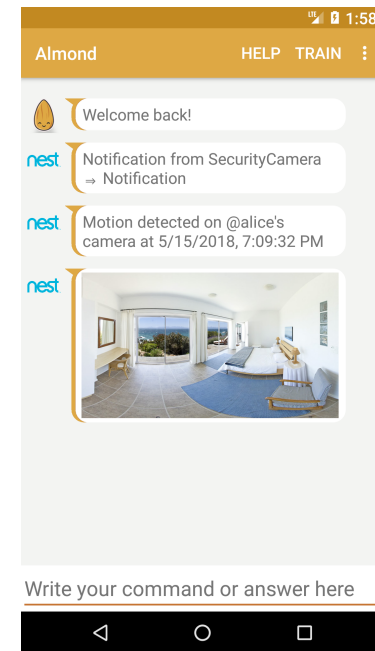 LTE 1:58
Almond HELP TRAIN
Welcome back!
nest Notification from SecurityCamera
⇒ Notification
nest Motion detected on @alice's
camera at 5/15/2018, 7:09:32 PM
nest
Write your command or answer here